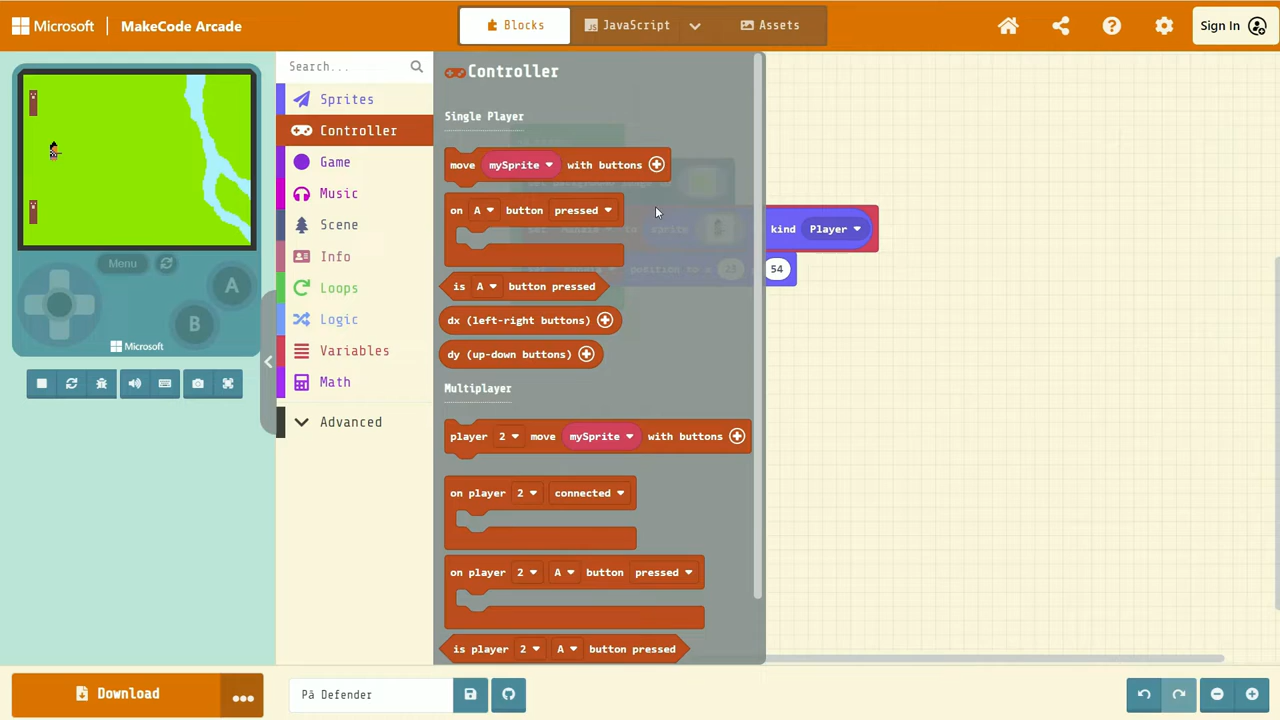 Microsoft | MakeCode Arcade
Blocks
JavaScript
Assets
Sign In
Menu
A
B
Microsoft
Search...
Sprites
Controller
Game
Music
Scene
Info
Loops
Logic
Variables
Math
Advanced
Controller
Single Player
move mySprite with buttons
on A button pressed
is A button pressed
dx (left-right buttons)
dy (up-down buttons)
Multiplayer
player 2 move mySprite with buttons
on player 2 connected
on player 2 A button pressed
is player 2 A button pressed
kind Player
54
Download
Pà Defender